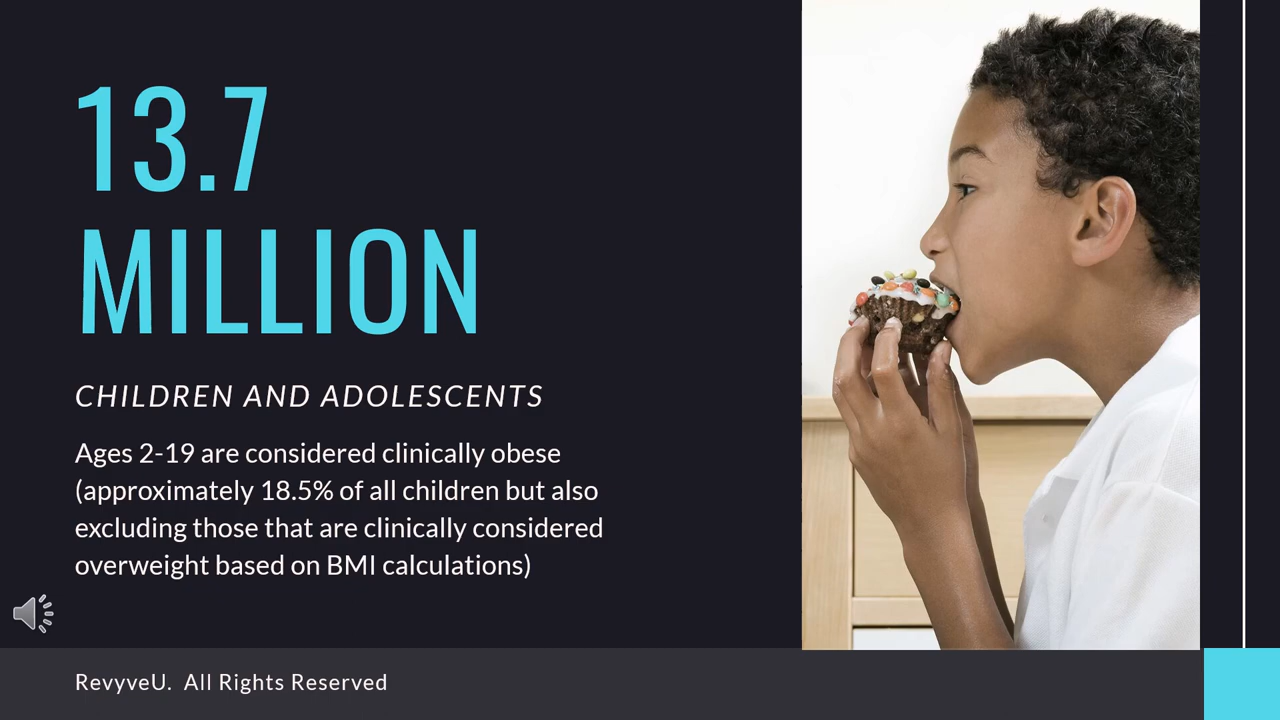 13.7
MILLION
CHILDREN AND ADOLESCENTS
Ages 2-19 are considered clinically obese
(approximately 18.5% of all children but also
excluding those that are clinically considered
overweight based on BMI calculations)
RevyveU. All Rights Reserved